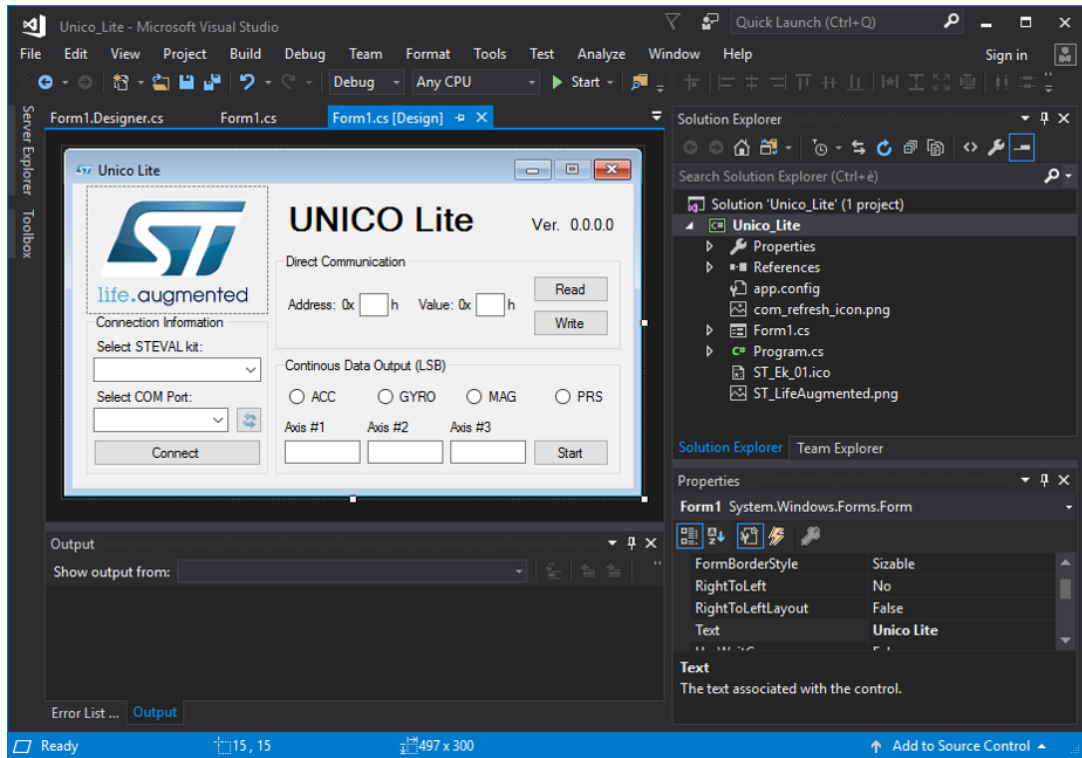 Unico_Lite - Microsoft Visual Studio
Quick Launch (Ctrl+Q)
File Edit View Project Build Debug Team Format Tools Test Analyze Window Help
Sign in
Debug Any CPU Start
Server Explorer
Toolbox
Form1.Designer.cs Form1.cs Form1.cs [Design]
Unico Lite
ST
life.augmented
UNICO Lite Ver. 0.0.0.0
Direct Communication
Address: 0x h Value: 0x h
Read
Write
Connection Information
Select STEVAL kit:
Select COM Port:
Connect
Continous Data Output (LSB)
ACC GYRO MAG PRS
Axis #1 Axis #2 Axis #3
Start
Output
Show output from:
Error List ... Output
Solution Explorer
Search Solution Explorer (Ctrl+è)
Solution 'Unico_Lite' (1 project)
Unico_Lite
Properties
References
app.config
com_refresh_icon.png
Form1.cs
Program.cs
ST_Ek_01.ico
ST_LifeAugmented.png
Solution Explorer Team Explorer
Properties
Form1 System.Windows.Forms.Form
FormBorderStyle Sizable
RightToLeft No
RightToLeftLayout False
Text Unico Lite
Text
The text associated with the control.
Ready 15 , 15 497 x 300 Add to Source Control